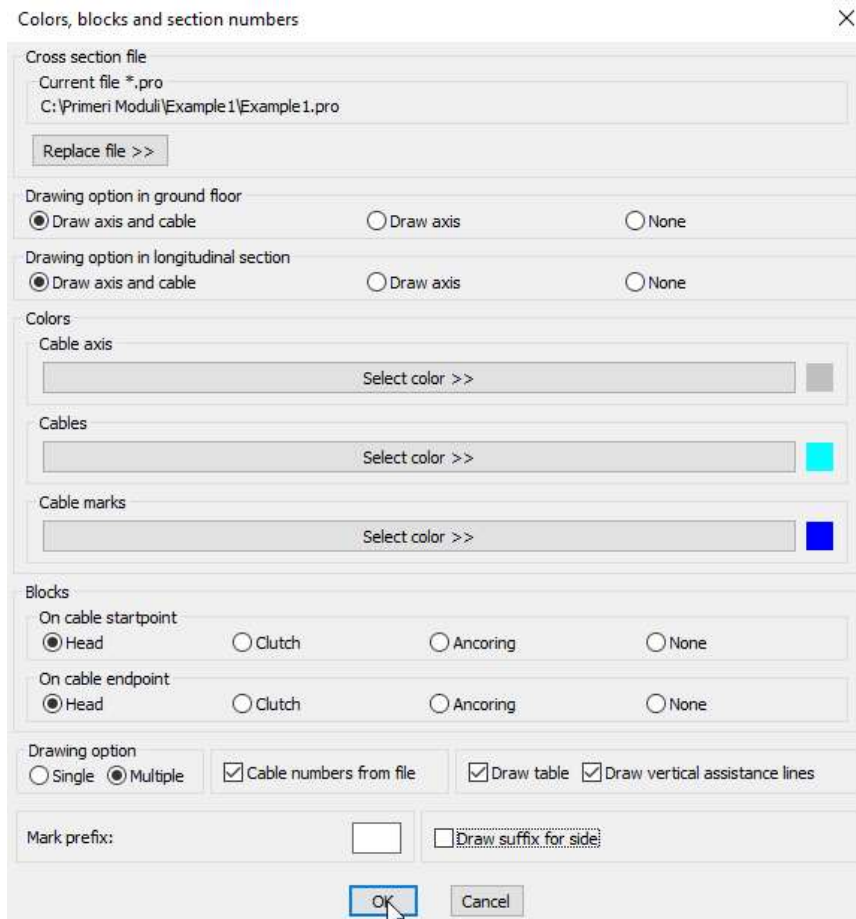 Colors, blocks and section numbers
Cross section file
Current file *.pro
C:\Primeri Moduli\Example1\Example1.pro
Replace file >>
Drawing option in ground floor
Draw axis and cable Draw axis None
Drawing option in longitudinal section
Draw axis and cable Draw axis None
Colors
Cable axis
Select color >>
Cables
Select color >>
Cable marks
Select color >>
Blocks
On cable startpoint
Head Clutch Ancoring None
On cable endpoint
Head Clutch Ancoring None
Drawing option
Single Multiple Cable numbers from file Draw table Draw vertical assistance lines
Mark prefix: Draw suffix for side
OK Cancel